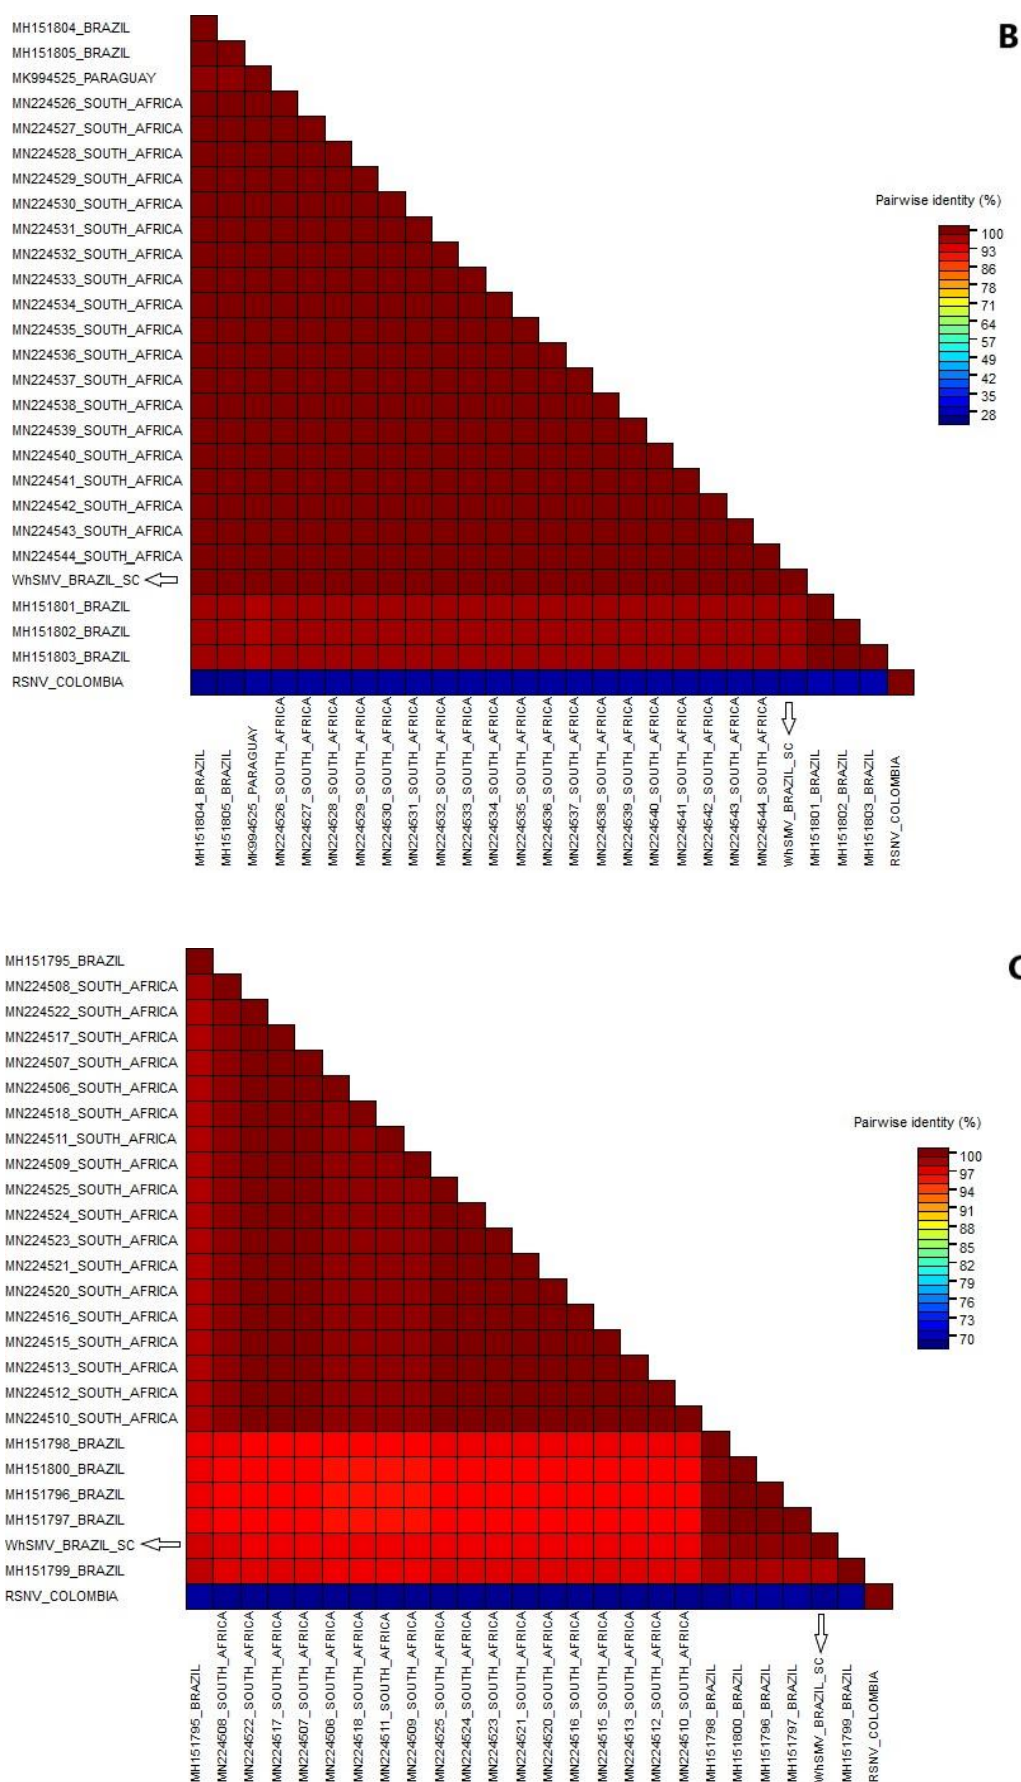 B
MH151804_BRAZIL
MH151805_BRAZIL
MK994525_PARAGUAY
MN224526_SOUTH_AFRICA
MN224527_SOUTH_AFRICA
MN224528_SOUTH_AFRICA
MN224529_SOUTH_AFRICA
MN224530_SOUTH_AFRICA
MN224531_SOUTH_AFRICA
MN224532_SOUTH_AFRICA
MN224533_SOUTH_AFRICA
MN224534_SOUTH_AFRICA
MN224535_SOUTH_AFRICA
MN224536_SOUTH_AFRICA
MN224537_SOUTH_AFRICA
MN224538_SOUTH_AFRICA
MN224539_SOUTH_AFRICA
MN224540_SOUTH_AFRICA
MN224541_SOUTH_AFRICA
MN224542_SOUTH_AFRICA
MN224543_SOUTH_AFRICA
MN224544_SOUTH_AFRICA
WhSMV_BRAZIL_SC
MH151801_BRAZIL
MH151802_BRAZIL
MH151803_BRAZIL
RSNV_COLOMBIA
Pairwise identity (%)
100
93
86
78
71
64
57
49
42
35
28
MH151804_BRAZIL
MH151805_BRAZIL
MK994525_PARAGUAY
MN224526_SOUTH_AFRICA
MN224527_SOUTH_AFRICA
MN224528_SOUTH_AFRICA
MN224529_SOUTH_AFRICA
MN224530_SOUTH_AFRICA
MN224531_SOUTH_AFRICA
MN224532_SOUTH_AFRICA
MN224533_SOUTH_AFRICA
MN224534_SOUTH_AFRICA
MN224535_SOUTH_AFRICA
MN224536_SOUTH_AFRICA
MN224537_SOUTH_AFRICA
MN224538_SOUTH_AFRICA
MN224539_SOUTH_AFRICA
MN224540_SOUTH_AFRICA
MN224541_SOUTH_AFRICA
MN224542_SOUTH_AFRICA
MN224543_SOUTH_AFRICA
MN224544_SOUTH_AFRICA
WhSMV_BRAZIL_SC
MH151801_BRAZIL
MH151802_BRAZIL
MH151803_BRAZIL
RSNV_COLOMBIA
MH151795_BRAZIL
MN224508_SOUTH_AFRICA
MN224522_SOUTH_AFRICA
MN224517_SOUTH_AFRICA
MN224507_SOUTH_AFRICA
MN224506_SOUTH_AFRICA
MN224518_SOUTH_AFRICA
MN224511_SOUTH_AFRICA
MN224509_SOUTH_AFRICA
MN224525_SOUTH_AFRICA
MN224524_SOUTH_AFRICA
MN224523_SOUTH_AFRICA
MN224521_SOUTH_AFRICA
MN224520_SOUTH_AFRICA
MN224516_SOUTH_AFRICA
MN224515_SOUTH_AFRICA
MN224513_SOUTH_AFRICA
MN224512_SOUTH_AFRICA
MN224510_SOUTH_AFRICA
MH151798_BRAZIL
MH151800_BRAZIL
MH151796_BRAZIL
MH151797_BRAZIL
WhSMV_BRAZIL_SC
MH151799_BRAZIL
RSNV_COLOMBIA
Pairwise identity (%)
100
97
94
91
88
85
82
79
76
73
70
MH151795_BRAZIL
MN224508_SOUTH_AFRICA
MN224522_SOUTH_AFRICA
MN224517_SOUTH_AFRICA
MN224507_SOUTH_AFRICA
MN224506_SOUTH_AFRICA
MN224518_SOUTH_AFRICA
MN224511_SOUTH_AFRICA
MN224509_SOUTH_AFRICA
MN224525_SOUTH_AFRICA
MN224524_SOUTH_AFRICA
MN224523_SOUTH_AFRICA
MN224521_SOUTH_AFRICA
MN224520_SOUTH_AFRICA
MN224516_SOUTH_AFRICA
MN224515_SOUTH_AFRICA
MN224513_SOUTH_AFRICA
MN224512_SOUTH_AFRICA
MN224510_SOUTH_AFRICA
MH151798_BRAZIL
MH151800_BRAZIL
MH151796_BRAZIL
MH151797_BRAZIL
WhSMV_BRAZIL_SC
MH151799_BRAZIL
RSNV_COLOMBIA